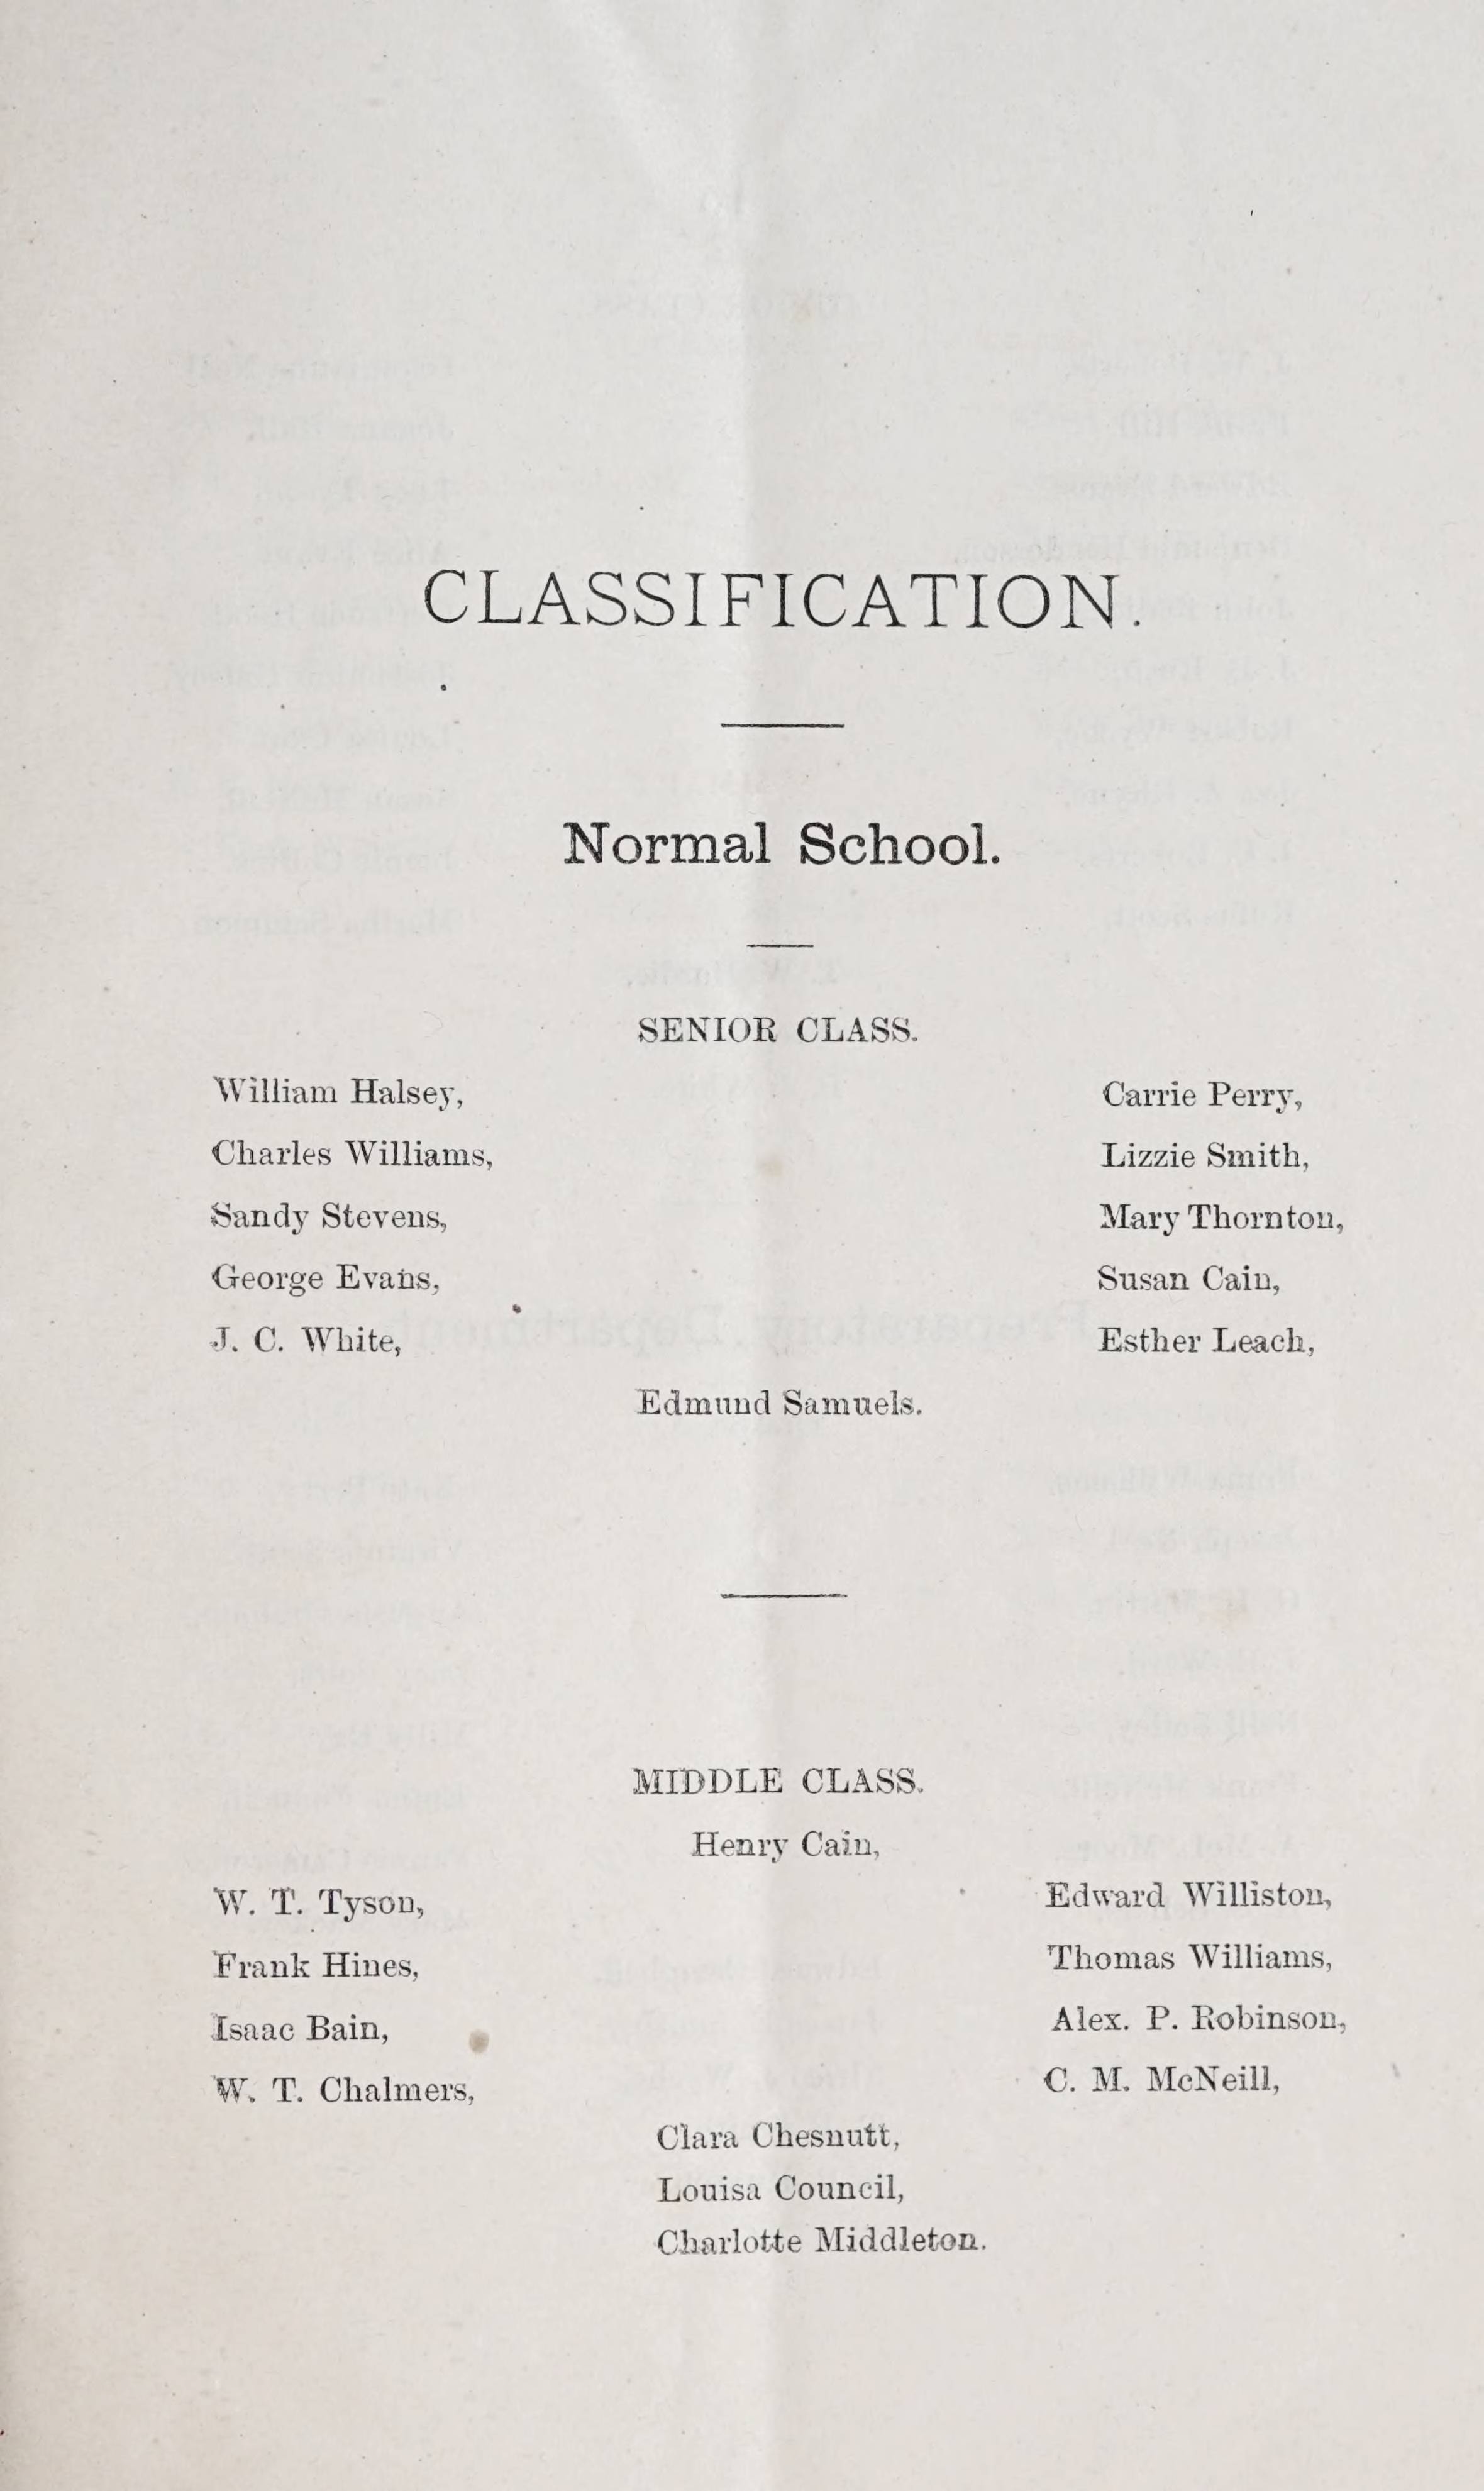 CLASSIFICATION.
Normal School.
SENIOR CLASS.
William Halsey,
Charles Williams,
Sandy Stevens,
George Evans,
J. C. White,
Carrie Perry,
Lizzie Smith,
Mary Thornton,
Susan Cain,
Esther Leach,
Edmund Samuels.
MIDDLE CLASS.
Henry Cain,
W. T. Tyson,
Frank Hines,
Isaac Bain,
W. T. Chalmers,
Edward Williston,
Thomas Williams,
Alex. P. Robinson,
C. M. McNeill,
Clara Chesnutt,
Louisa Council,
Charlotte Middleton.